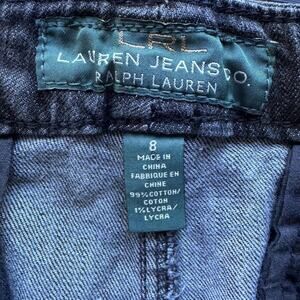 LRL
LAUREN JEANS CO.
RALPH LAUREN
8
MADE IN
CHINA
FABRIQUE EN
CHINE
99% COTTON/
COTON
1% LYCRA/
LYCRA